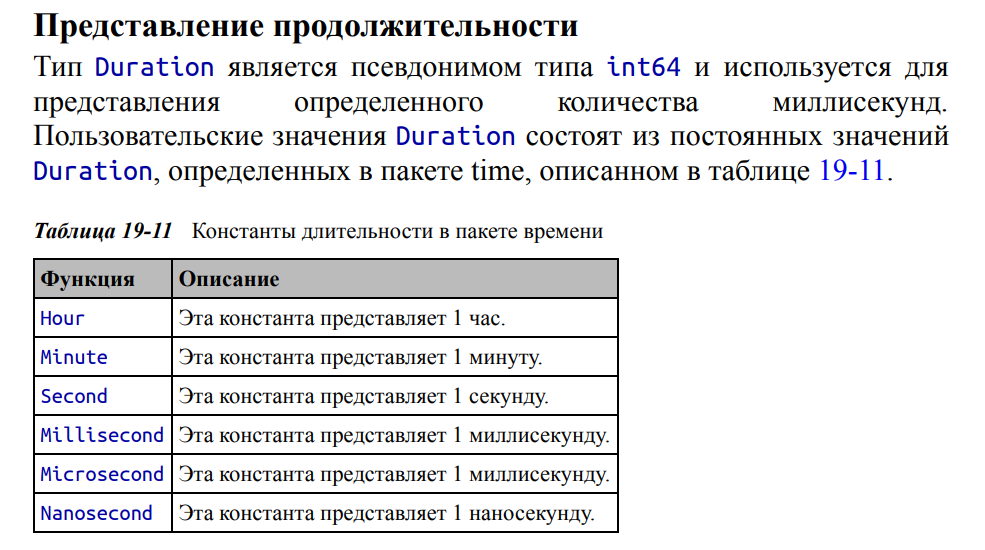 Представление продолжительности
Тип Duration является псевдонимом типа int64 и используется для
представления определенного количества миллисекунд.
Пользовательские значения Duration состоят из постоянных значений
Duration, определенных в пакете time, описанном в таблице 19-11.
Таблица 19-11 Константы длительности в пакете времени
Функция Описание
Hour Эта константа представляет 1 час.
Minute Эта константа представляет 1 минуту.
Second Эта константа представляет 1 секунду.
Millisecond Эта константа представляет 1 миллисекунду.
Microsecond Эта константа представляет 1 миллисекунду.
Nanosecond Эта константа представляет 1 наносекунду.